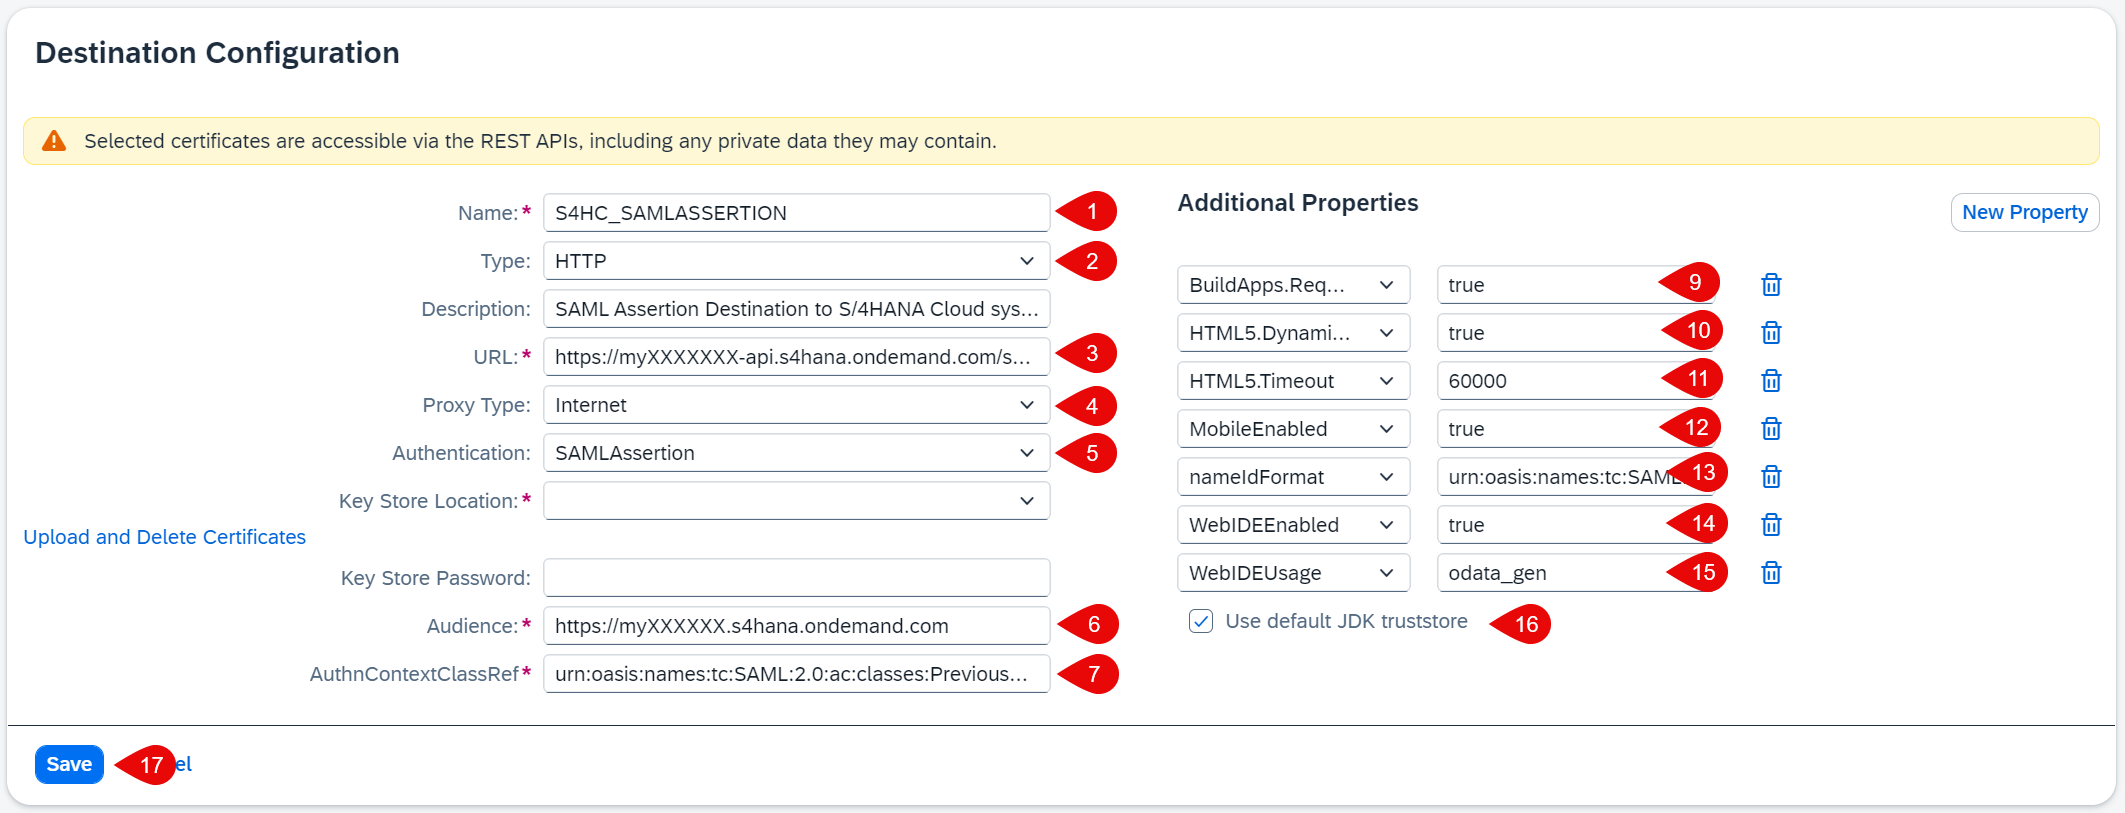 Destination Configuration
Selected certificates are accessible via the REST APIs, including any private data they may contain.
Name:* S4HC_SAMLASSERTION 1
Type: HTTP 2
Description: SAML Assertion Destination to S/4HANA Cloud sys...
URL:* https://myXXXXXXX-api.s4hana.ondemand.com/s... 3
Proxy Type: Internet 4
Authentication: SAMLAssertion 5
Key Store Location:*
Upload and Delete Certificates
Key Store Password:
Audience:* https://myXXXXXX.s4hana.ondemand.com 6
AuthnContextClassRef* urn:oasis:names:tc:SAML:2.0:ac:classes:Previous... 7
Additional Properties
New Property
BuildApps.Req... true 9
HTML5.Dynami... true 10
HTML5.Timeout 60000 11
MobileEnabled true 12
nameIdFormat urn:oasis:names:tc:SAML 13
WebIDEEnabled true 14
WebIDEUsage odata_gen 15
Use default JDK truststore 16
Save 17 el